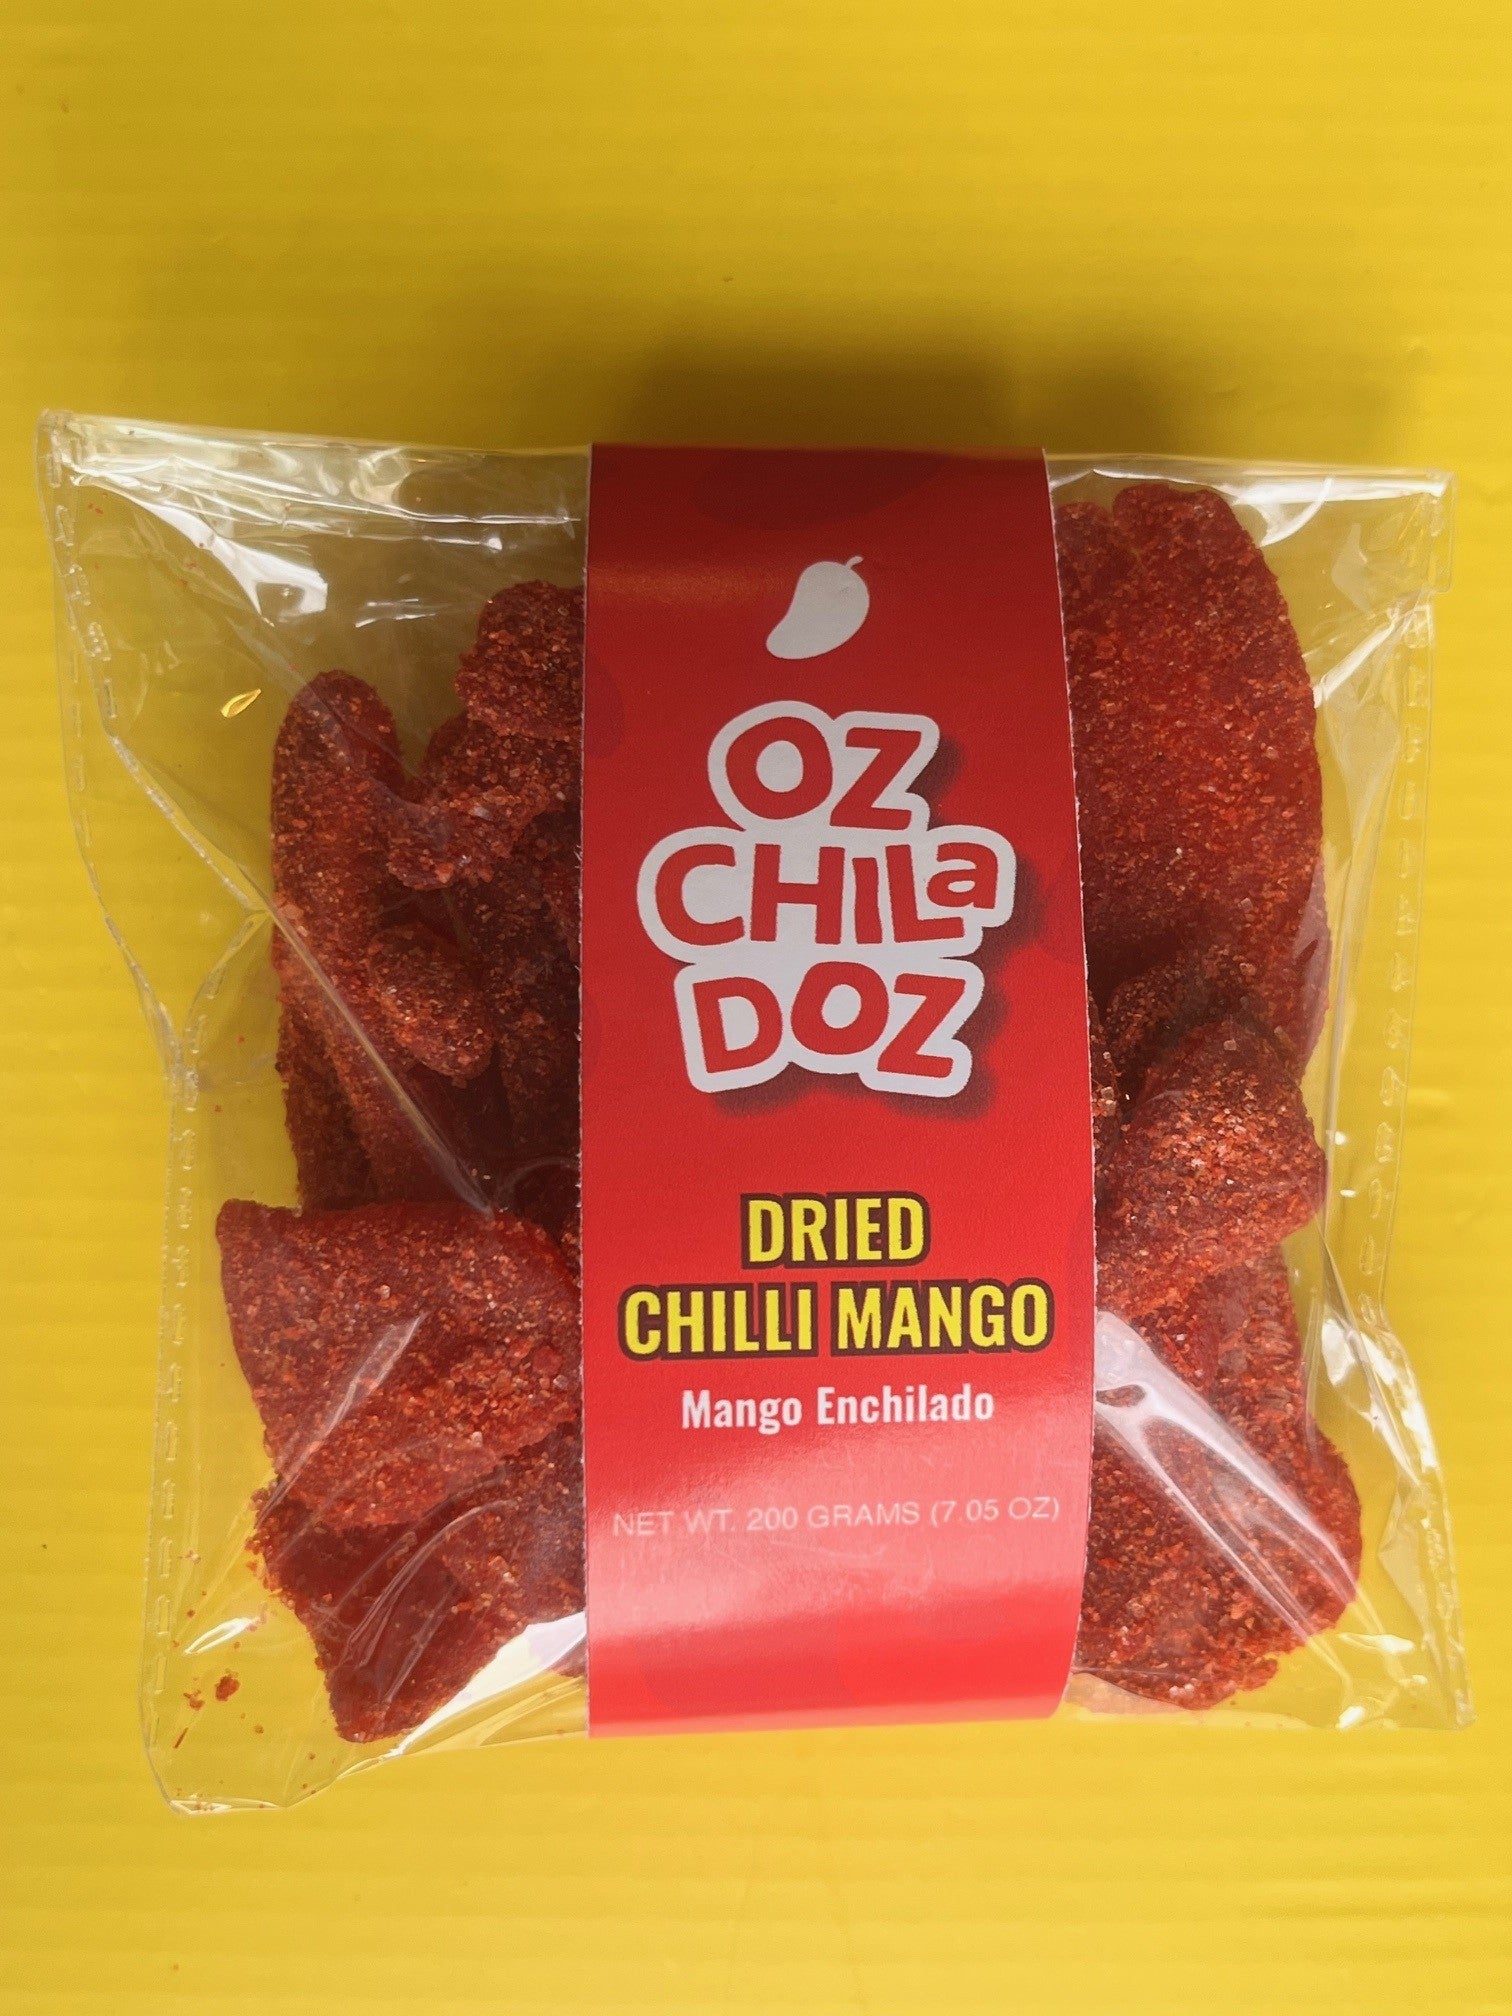 OZ
CHILa
DOZ
DRIED
CHILLI MANGO
Mango Enchilado
NET WT. 200 GRAMS (7.05 OZ)